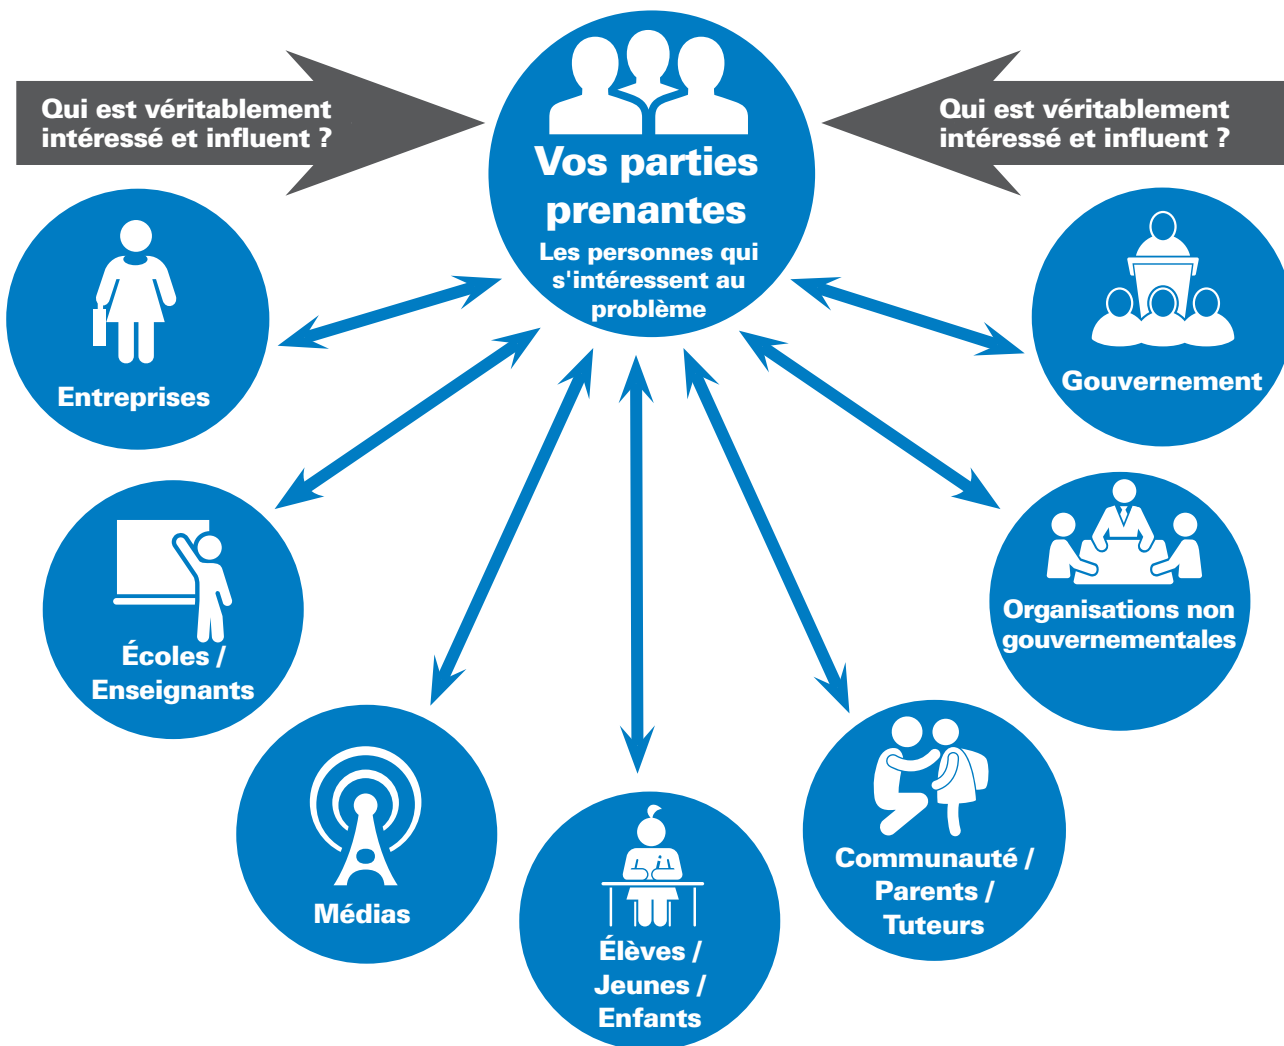 Qui est véritablement
intéressé et influent ?
Vos parties
prenantes
Les personnes qui
s'intéressent au
problème
Qui est véritablement
intéressé et influent ?
Entreprises
Gouvernement
Écoles /
Enseignants
Organisations non
gouvernementales
Médias
Communauté /
Parents /
Tuteurs
Élèves /
Jeunes /
Enfants